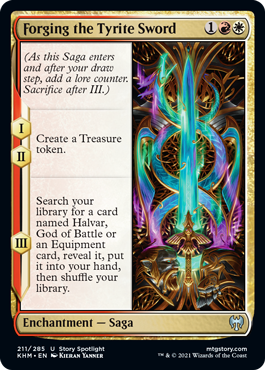 Forging the Tyrite Sword 1
(As this Saga enters
and after your draw
step, add a lore counter.
Sacrifice after III.)
I
II
Create a Treasure
token.
III
Search your
library for a card
named Halvar,
God of Battle or
an Equipment
card, reveal it, put
it into your hand,
then shuffle your
library.
Enchantment — Saga
211/285 U Story Spotlight
KHM • EN KIERAN YANNER
mtgstory.com
™ & © 2021 Wizards of the Coast